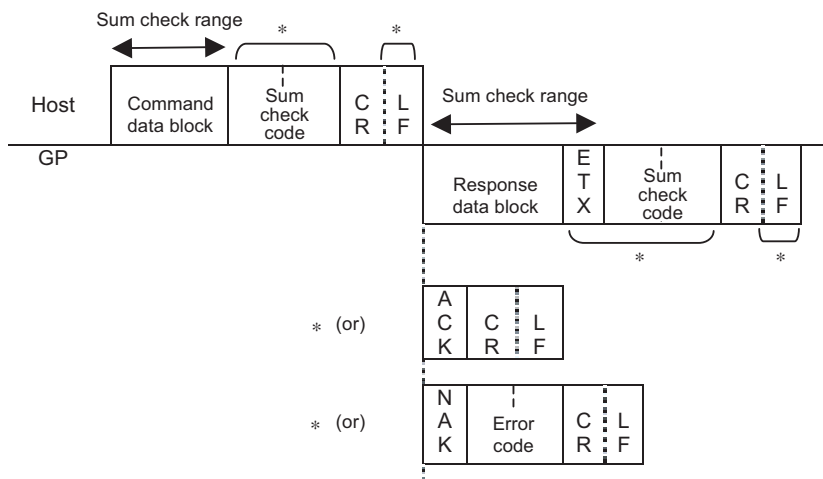 Sum check range
*
*
Host
Command
data block
Sum
check
code
C
R
L
F
Sum check range
GP
Response
data block
E
T
X
Sum
check
code
C
R
L
F
*
*
* (or)
A
C
K
C
R
L
F
* (or)
N
A
K
Error
code
C
R
L
F